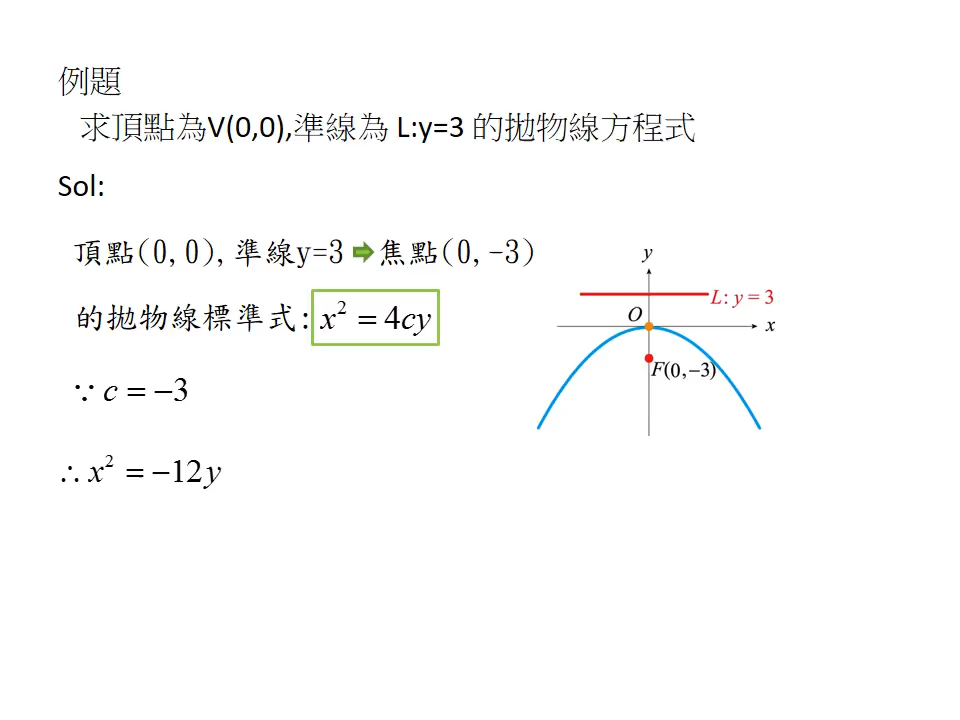 例題
求頂點為V(0,0),準線為 L:y=3 的拋物線方程式
Sol:
頂點(0,0),準線y=3 ➡ 焦點(0,-3)
的拋物線標準式: x² = 4cy
∵ c = −3
∴ x² = −12y
y
L: y = 3
O
x
F(0,−3)